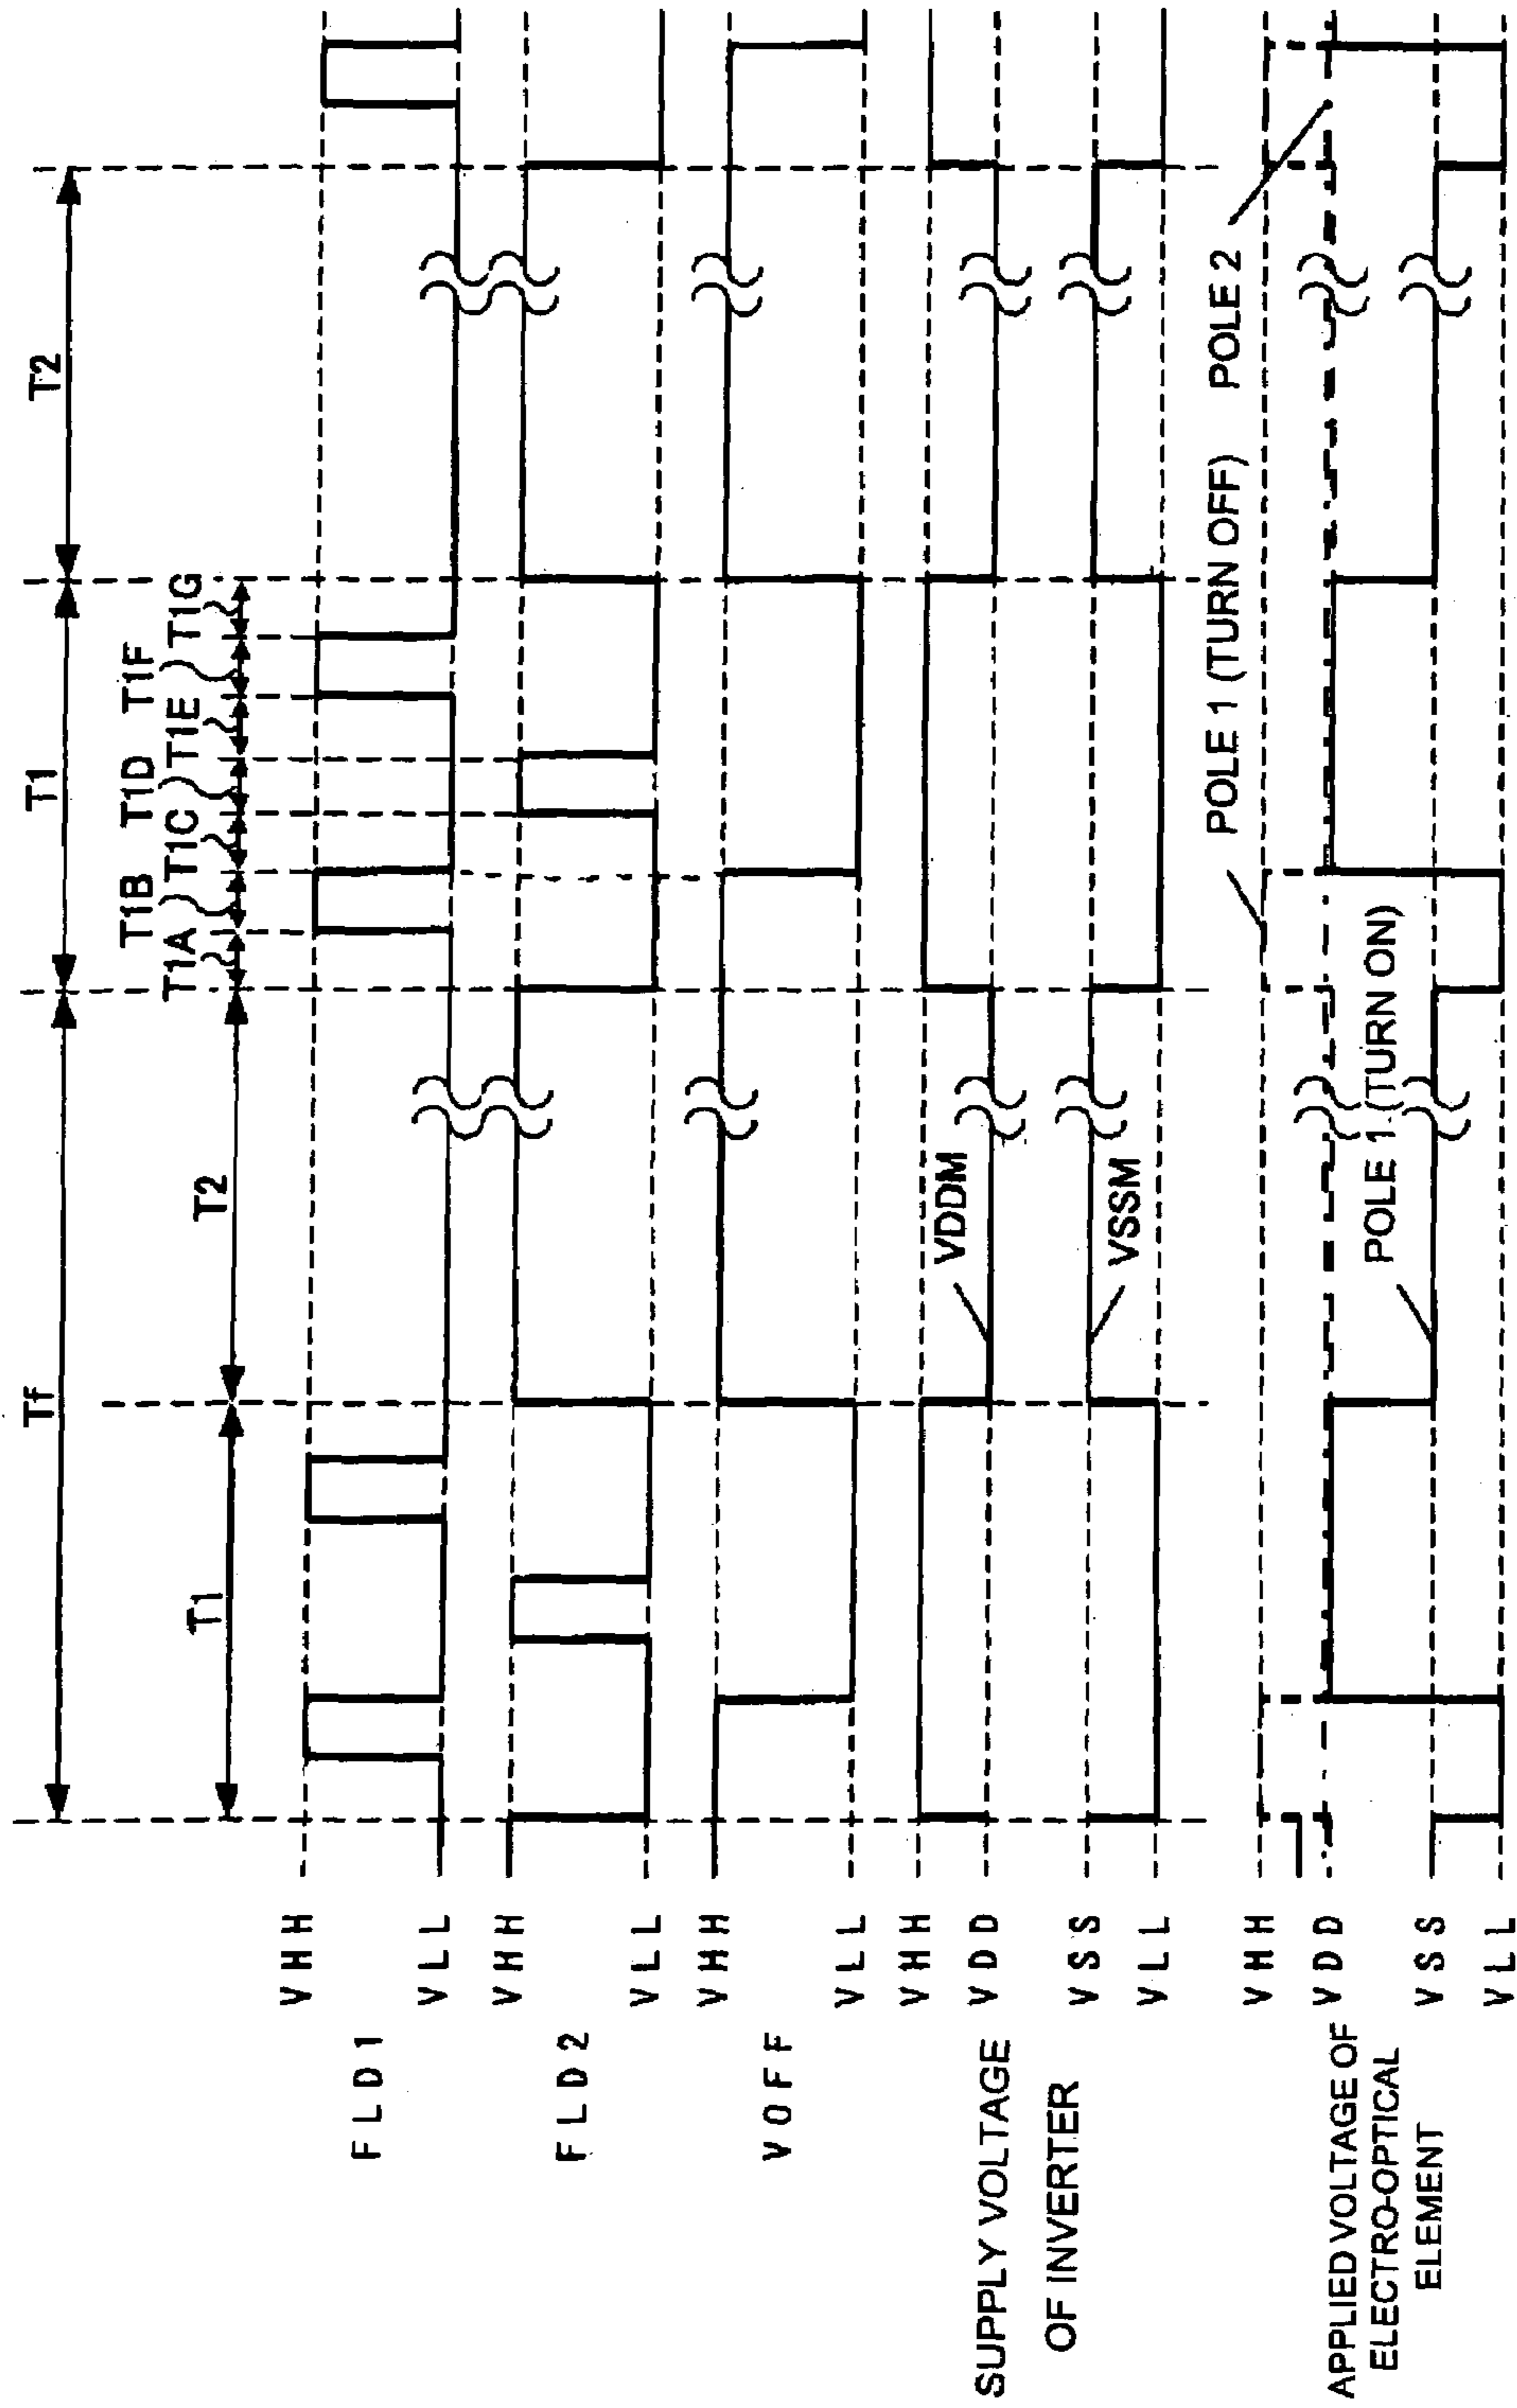 Tf
T1
T2
T1
T2
T1A
T1B
T1C
T1D
T1E
T1F
T1G
VHH
FLD1
VLL
VHH
FLD2
VLL
VHH
VOFF
VLL
VHH
SUPPLY VOLTAGE
OF INVERTER
VDD
VSS
VLL
VDDM
VSSM
POLE 1 (TURN OFF)
POLE 2
VHH
APPLIED VOLTAGE OF
ELECTRO-OPTICAL
ELEMENT
VDD
VSS
VLL
POLE 1 (TURN ON)